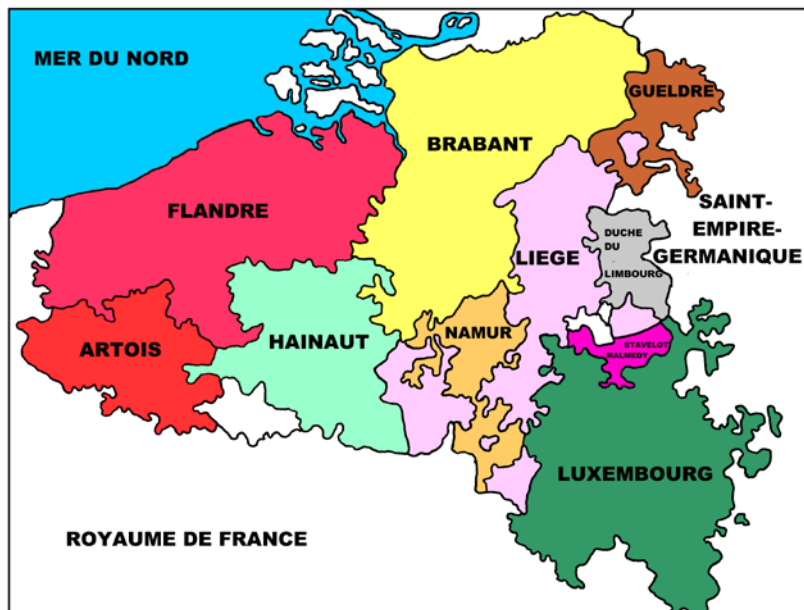 MER DU NORD
GUELDRE
BRABANT
FLANDRE
SAINT-
EMPIRE-
GERMANIQUE
DUCHE
DU
LIMBOURG
LIEGE
NAMUR
HAINAUT
ARTOIS
STAVELOT
MALMEDY
LUXEMBOURG
ROYAUME DE FRANCE